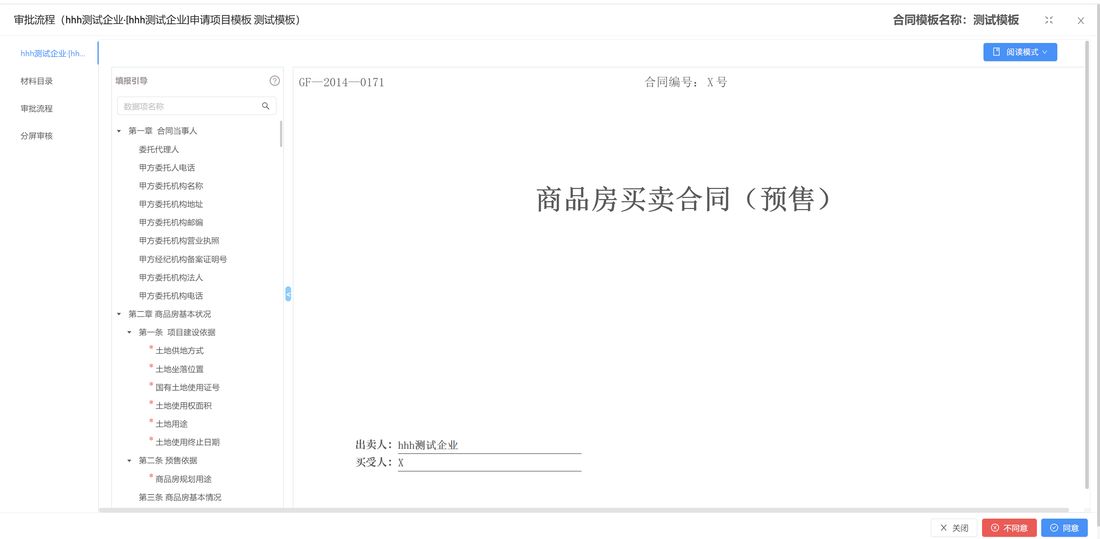 审批流程（hhh测试企业·[hhh测试企业]申请项目模板 测试模板）
合同模板名称：测试模板
hhh测试企业·[hh...
材料目录
审批流程
分屏审核
阅读模式
填报引导
数据项名称
第一章 合同当事人
委托代理人
甲方委托人电话
甲方委托机构名称
甲方委托机构地址
甲方委托机构邮编
甲方委托机构营业执照
甲方经纪机构备案证明号
甲方委托机构法人
甲方委托机构电话
第二章 商品房基本状况
第一条 项目建设依据
* 土地供地方式
* 土地坐落位置
* 国有土地使用证号
* 土地使用权面积
* 土地用途
* 土地使用终止日期
第二条 预售依据
* 商品房规划用途
第三条 商品房基本情况
GF—2014—0171
合同编号： X 号
商品房买卖合同（预售）
出卖人： hhh测试企业
买受人： X
关闭
不同意
同意